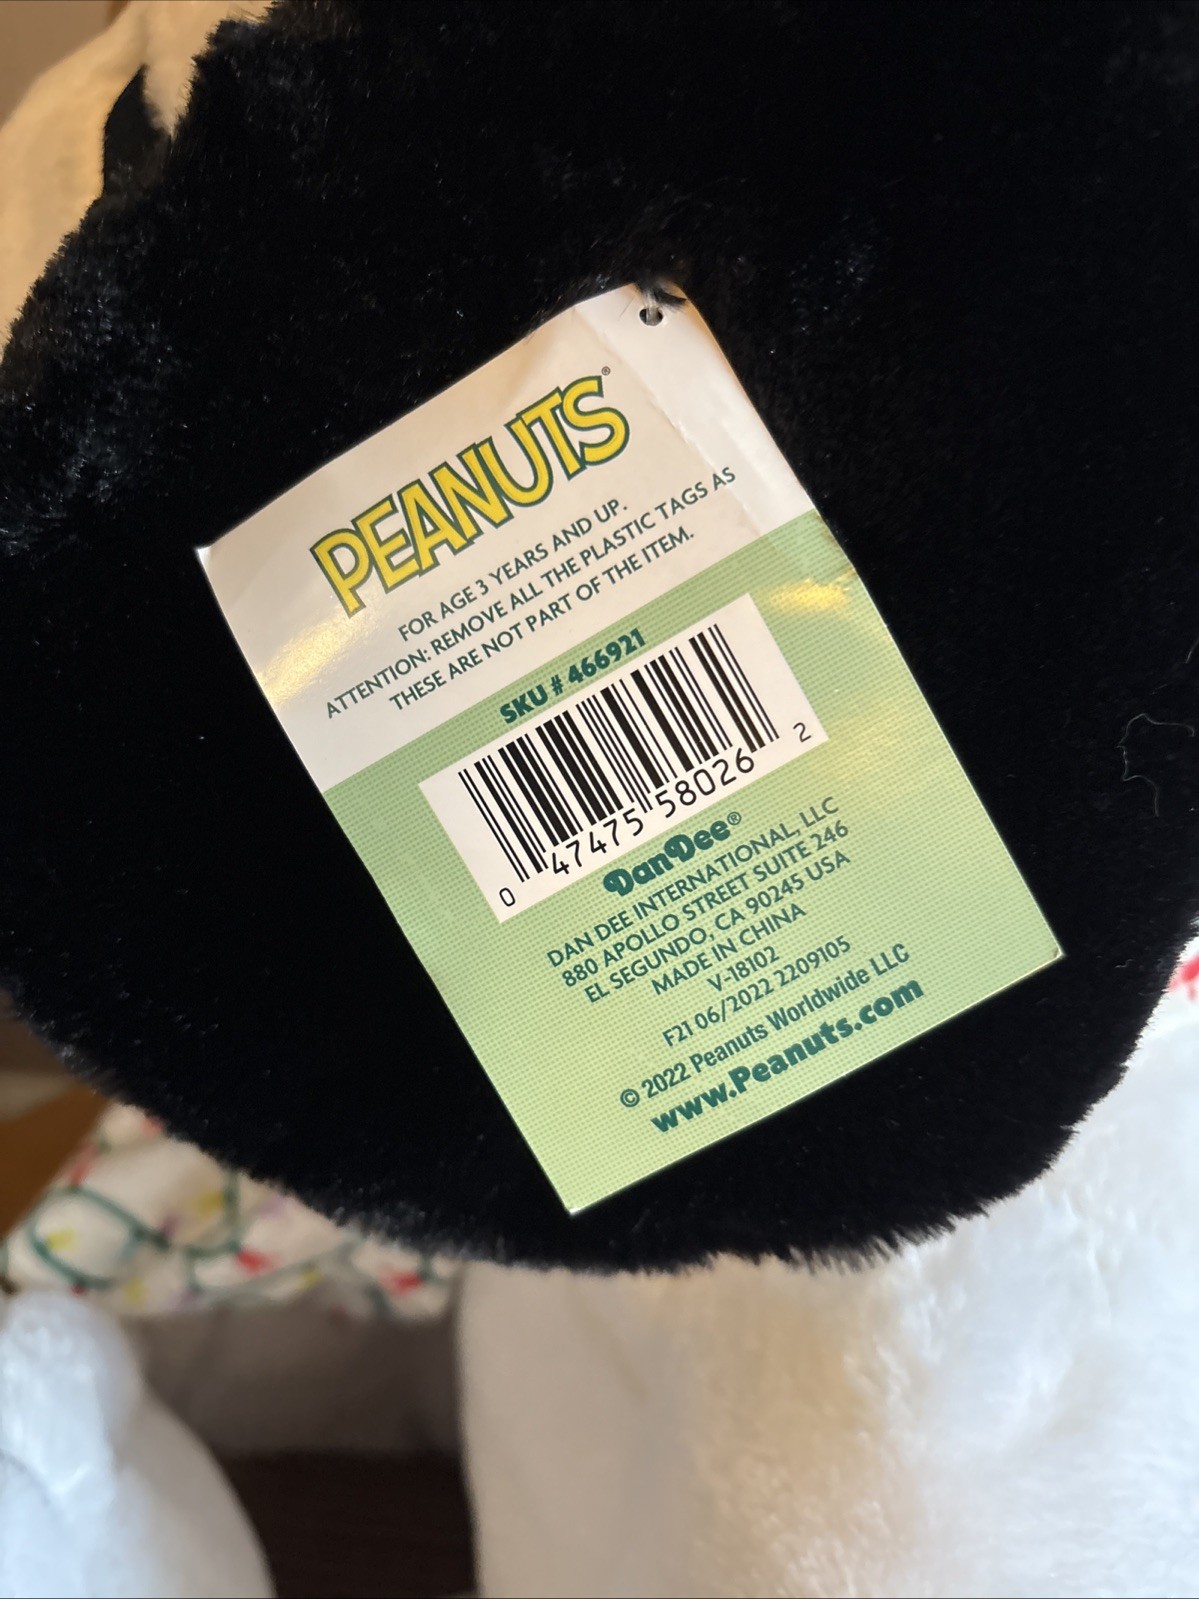 PEANUTS®
FOR AGE 3 YEARS AND UP.
ATTENTION: REMOVE ALL THE PLASTIC TAGS AS
THESE ARE NOT PART OF THE ITEM.
SKU # 466921
0 47475 58026 2
DanDee®
DAN DEE INTERNATIONAL, LLC
880 APOLLO STREET SUITE 246
EL SEGUNDO, CA 90245 USA
MADE IN CHINA
V-18102
F21 06/2022 2209105
© 2022 Peanuts Worldwide LLC
www.Peanuts.com